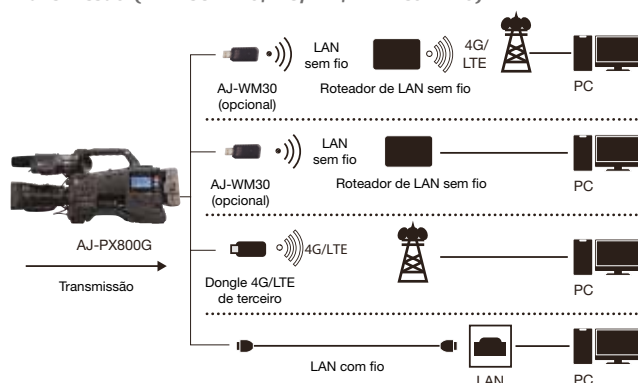 LAN
sem fio
4G/
LTE
AJ-WM30
(opcional)
Roteador de LAN sem fio
PC
LAN
sem fio
AJ-WM30
(opcional)
Roteador de LAN sem fio
PC
AJ-PX800G
Transmissão
4G/LTE
Dongle 4G/LTE
de terceiro
PC
LAN com fio
LAN
PC